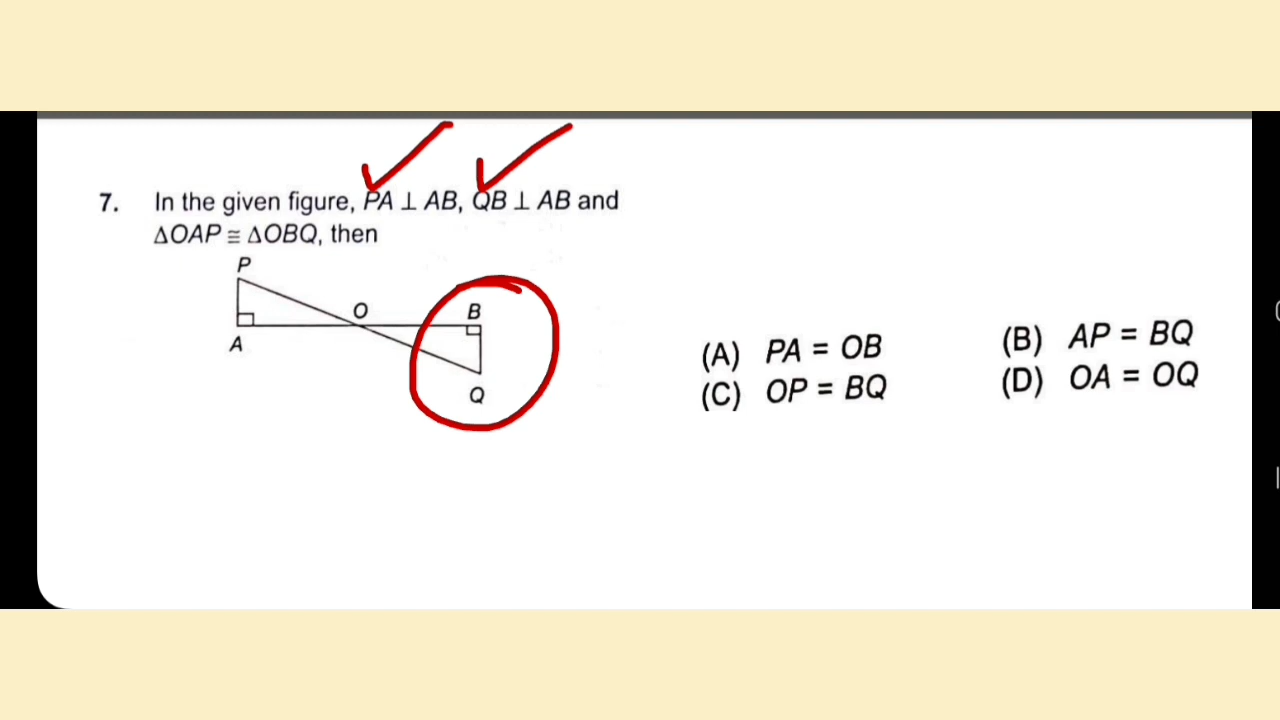 7. In the given figure, PA ⊥ AB, QB ⊥ AB and
ΔOAP ≅ ΔOBQ, then
P
O
B
A
Q
(A) PA = OB
(B) AP = BQ
(C) OP = BQ
(D) OA = OQ